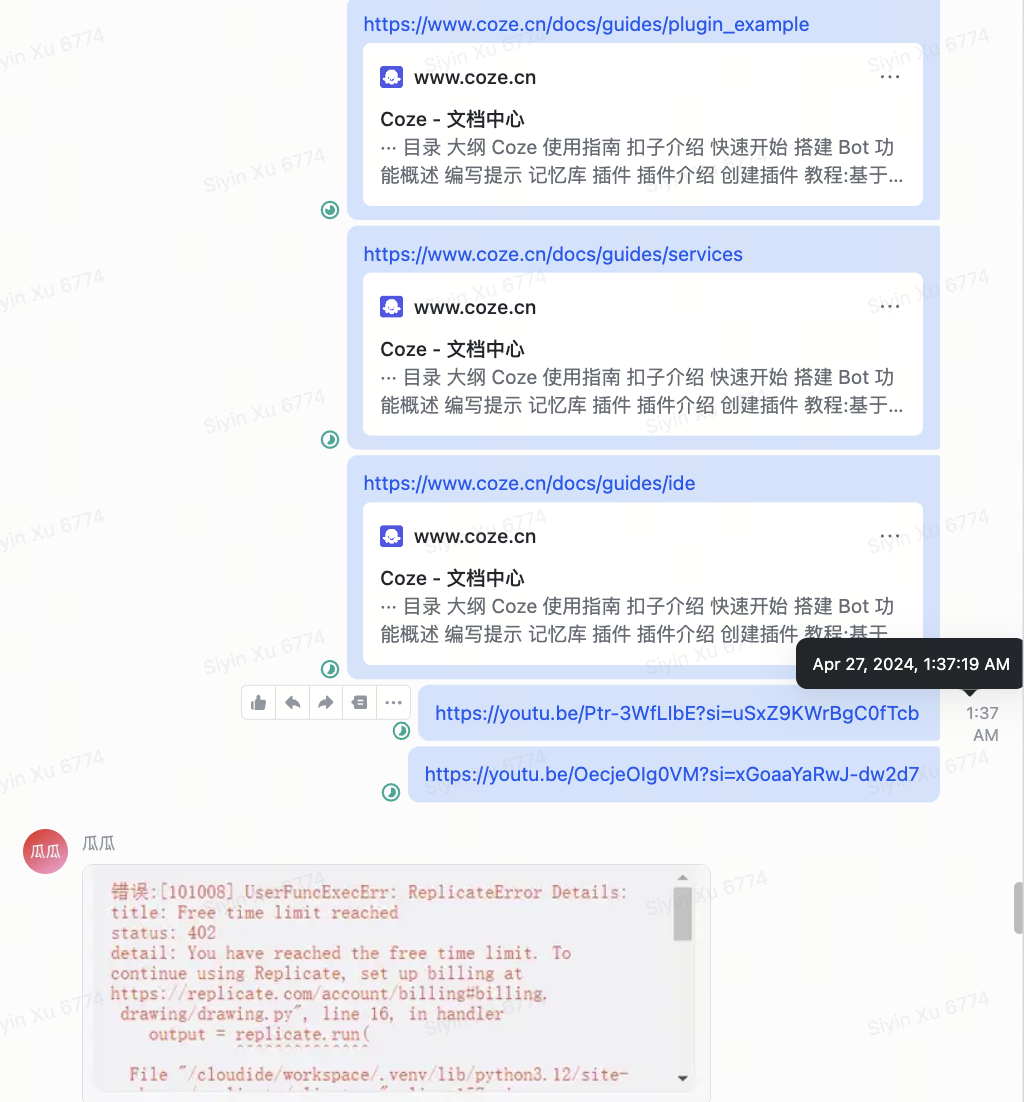 https://www.coze.cn/docs/guides/plugin_example
www.coze.cn
Coze - 文档中心
... 目录 大纲 Coze 使用指南 扣子介绍 快速开始 搭建 Bot 功
能概述 编写提示 记忆库 插件 插件介绍 创建插件 教程:基于...
https://www.coze.cn/docs/guides/services
www.coze.cn
Coze - 文档中心
... 目录 大纲 Coze 使用指南 扣子介绍 快速开始 搭建 Bot 功
能概述 编写提示 记忆库 插件 插件介绍 创建插件 教程:基于...
https://www.coze.cn/docs/guides/ide
www.coze.cn
Coze - 文档中心
... 目录 大纲 Coze 使用指南 扣子介绍 快速开始 搭建 Bot 功
能概述 编写提示 记忆库 插件 插件介绍 创建插件 教程:基于
Apr 27, 2024, 1:37:19 AM
https://youtu.be/Ptr-3WfLIbE?si=uSxZ9KWrBgC0fTcb
1:37
AM
https://youtu.be/OecjeOIg0VM?si=xGoaaYaRwJ-dw2d7
瓜瓜
瓜瓜
错误:[101008] UserFuncExecErr: ReplicateError Details:
title: Free time limit reached
status: 402
detail: You have reached the free time limit. To
continue using Replicate, set up billing at
https://replicate.com/account/billing#billing.
drawing/drawing.py", line 16, in handler
output = replicate.run(
^^^^^^^^^^^^^^
File "/cloudide/workspace/.venv/lib/python3.12/site-
Siyin Xu 6774